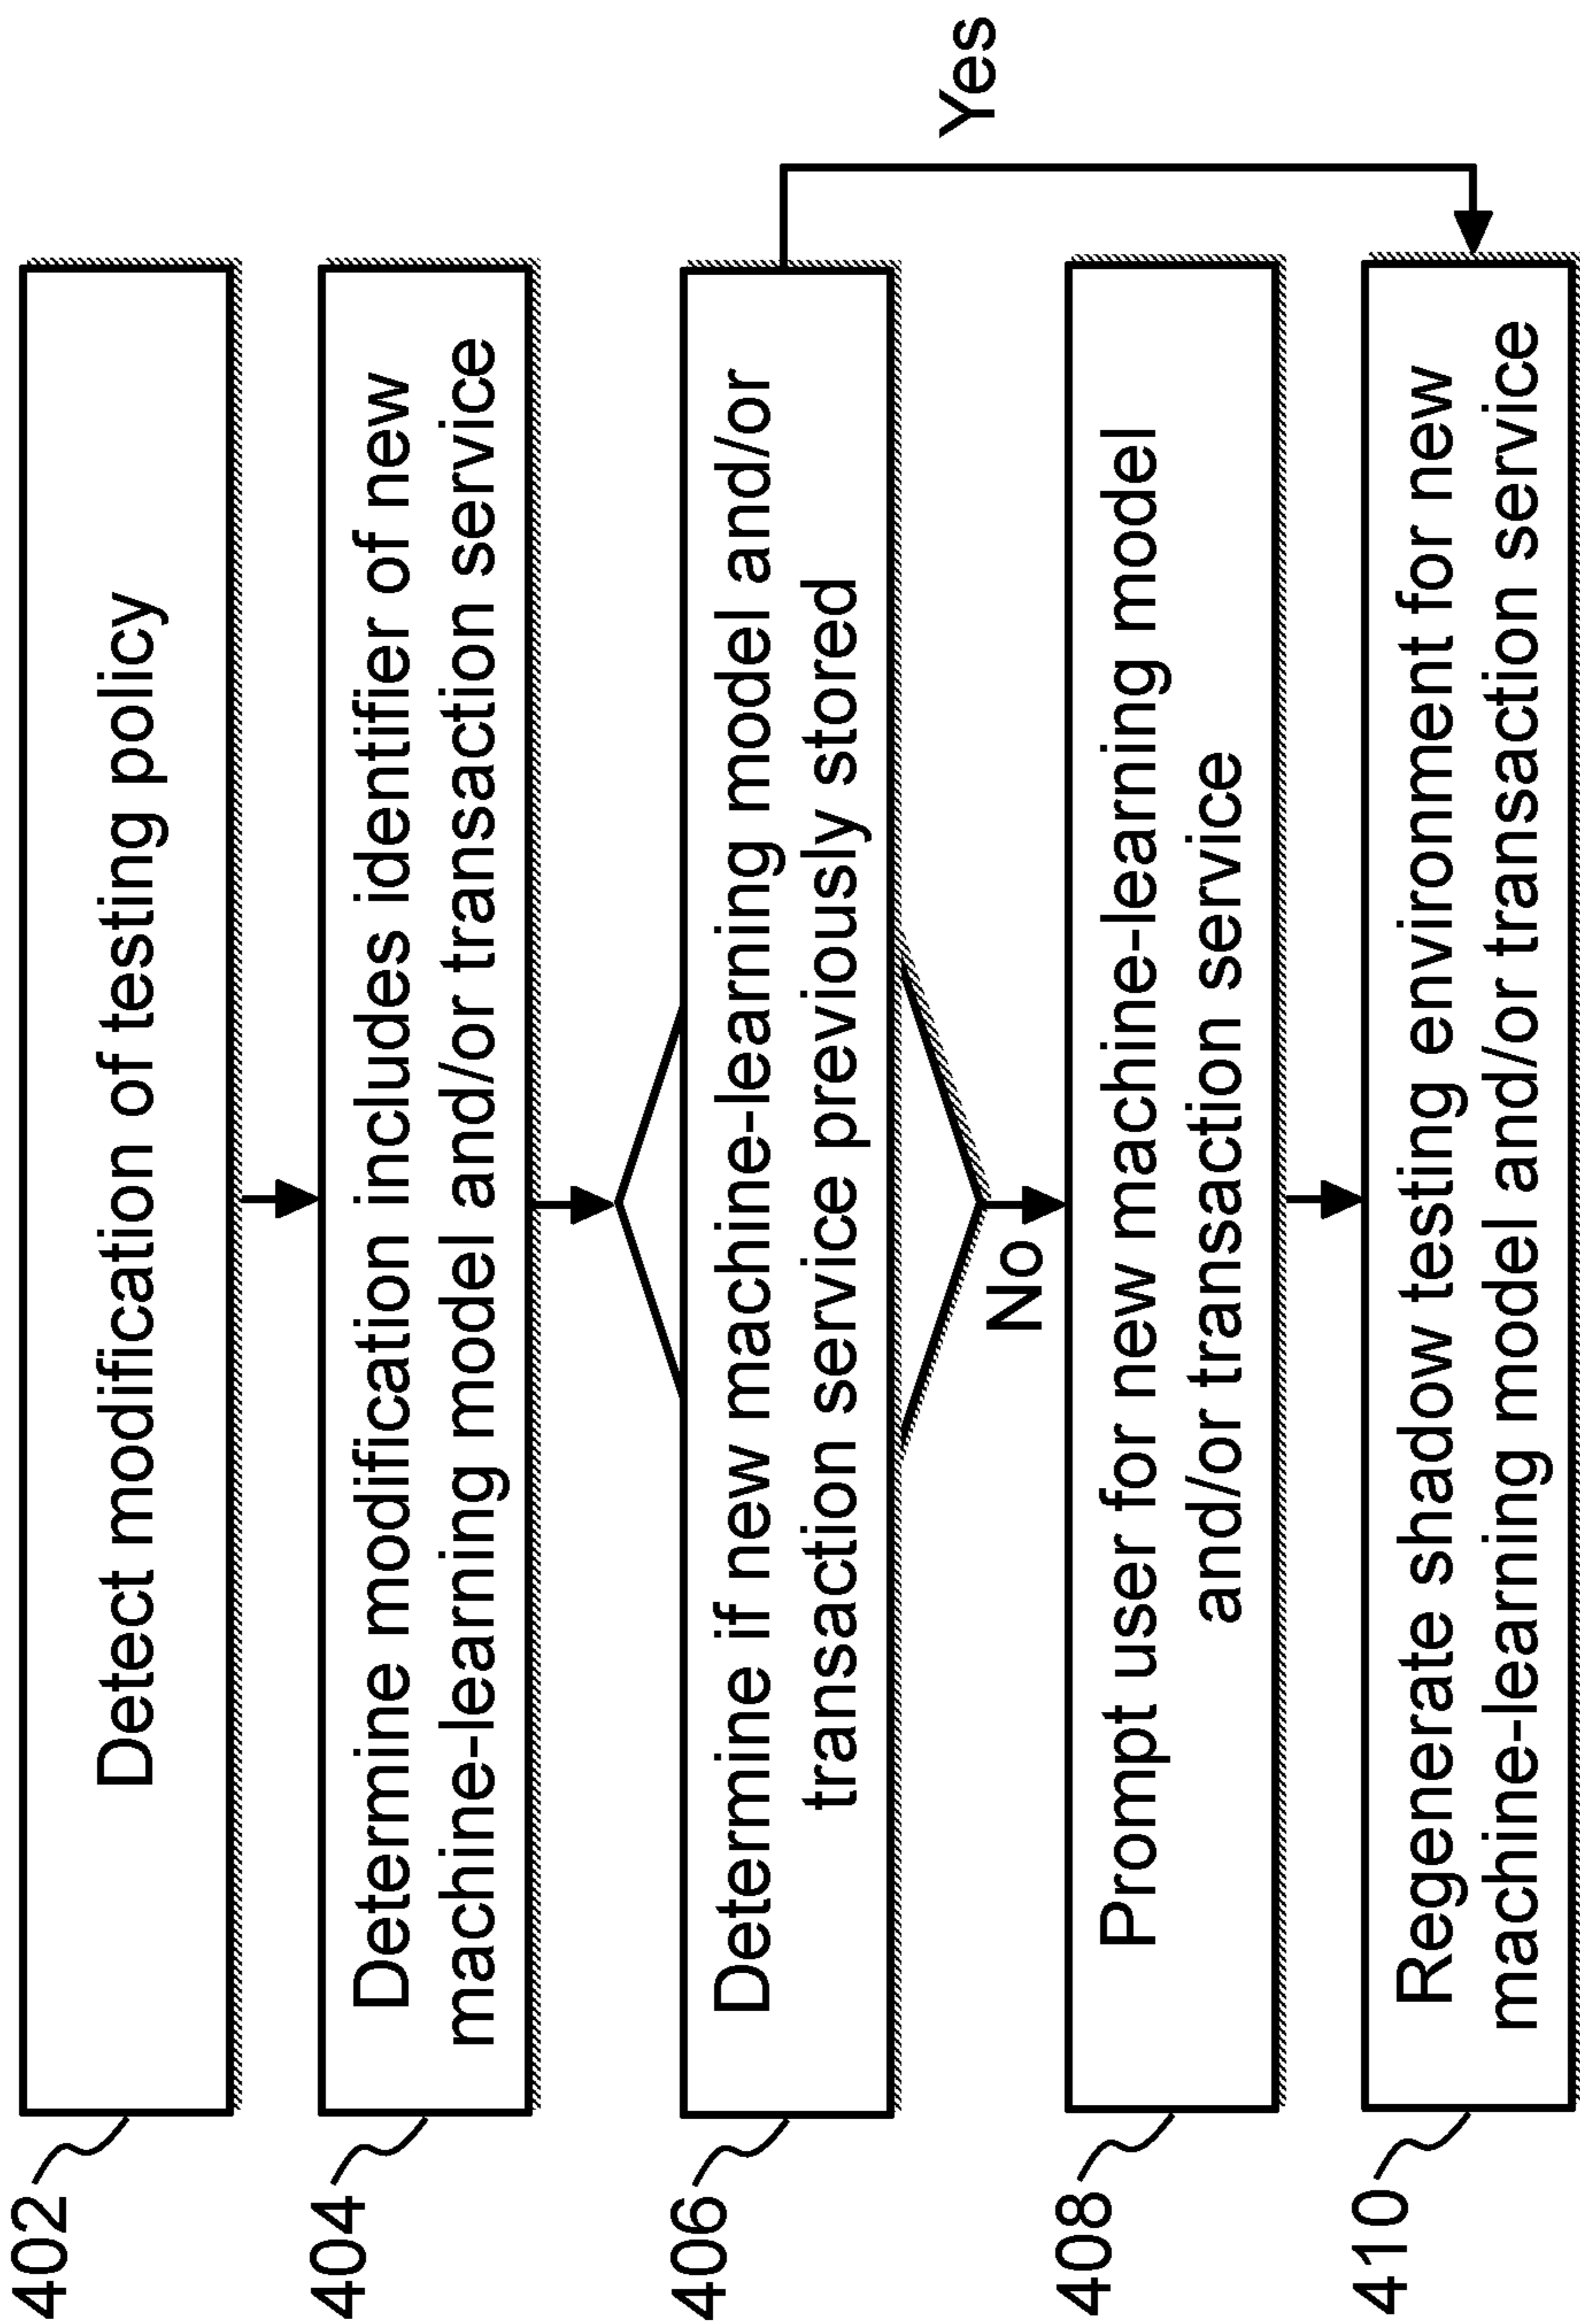 402
Detect modification of testing policy
404
Determine modification includes identifier of new
machine-learning model and/or transaction service
406
Determine if new machine-learning model and/or
transaction service previously stored
Yes
No
408
Prompt user for new machine-learning model
and/or transaction service
410
Regenerate shadow testing environment for new
machine-learning model and/or transaction service